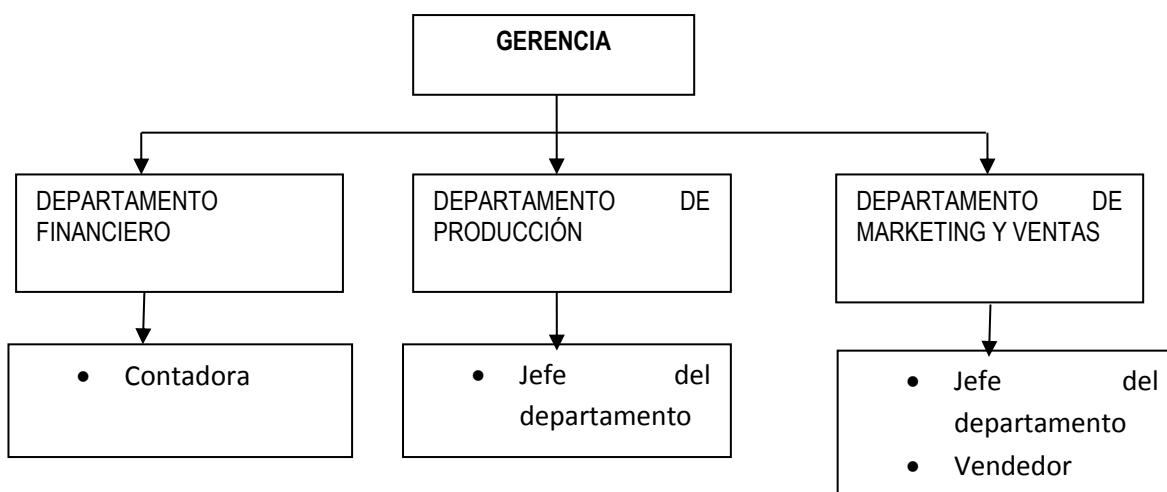 GERENCIA
DEPARTAMENTO
FINANCIERO
DEPARTAMENTO DE
PRODUCCIÓN
DEPARTAMENTO DE
MARKETING Y VENTAS
• Contadora
• Jefe del
departamento
• Jefe del
departamento
• Vendedor